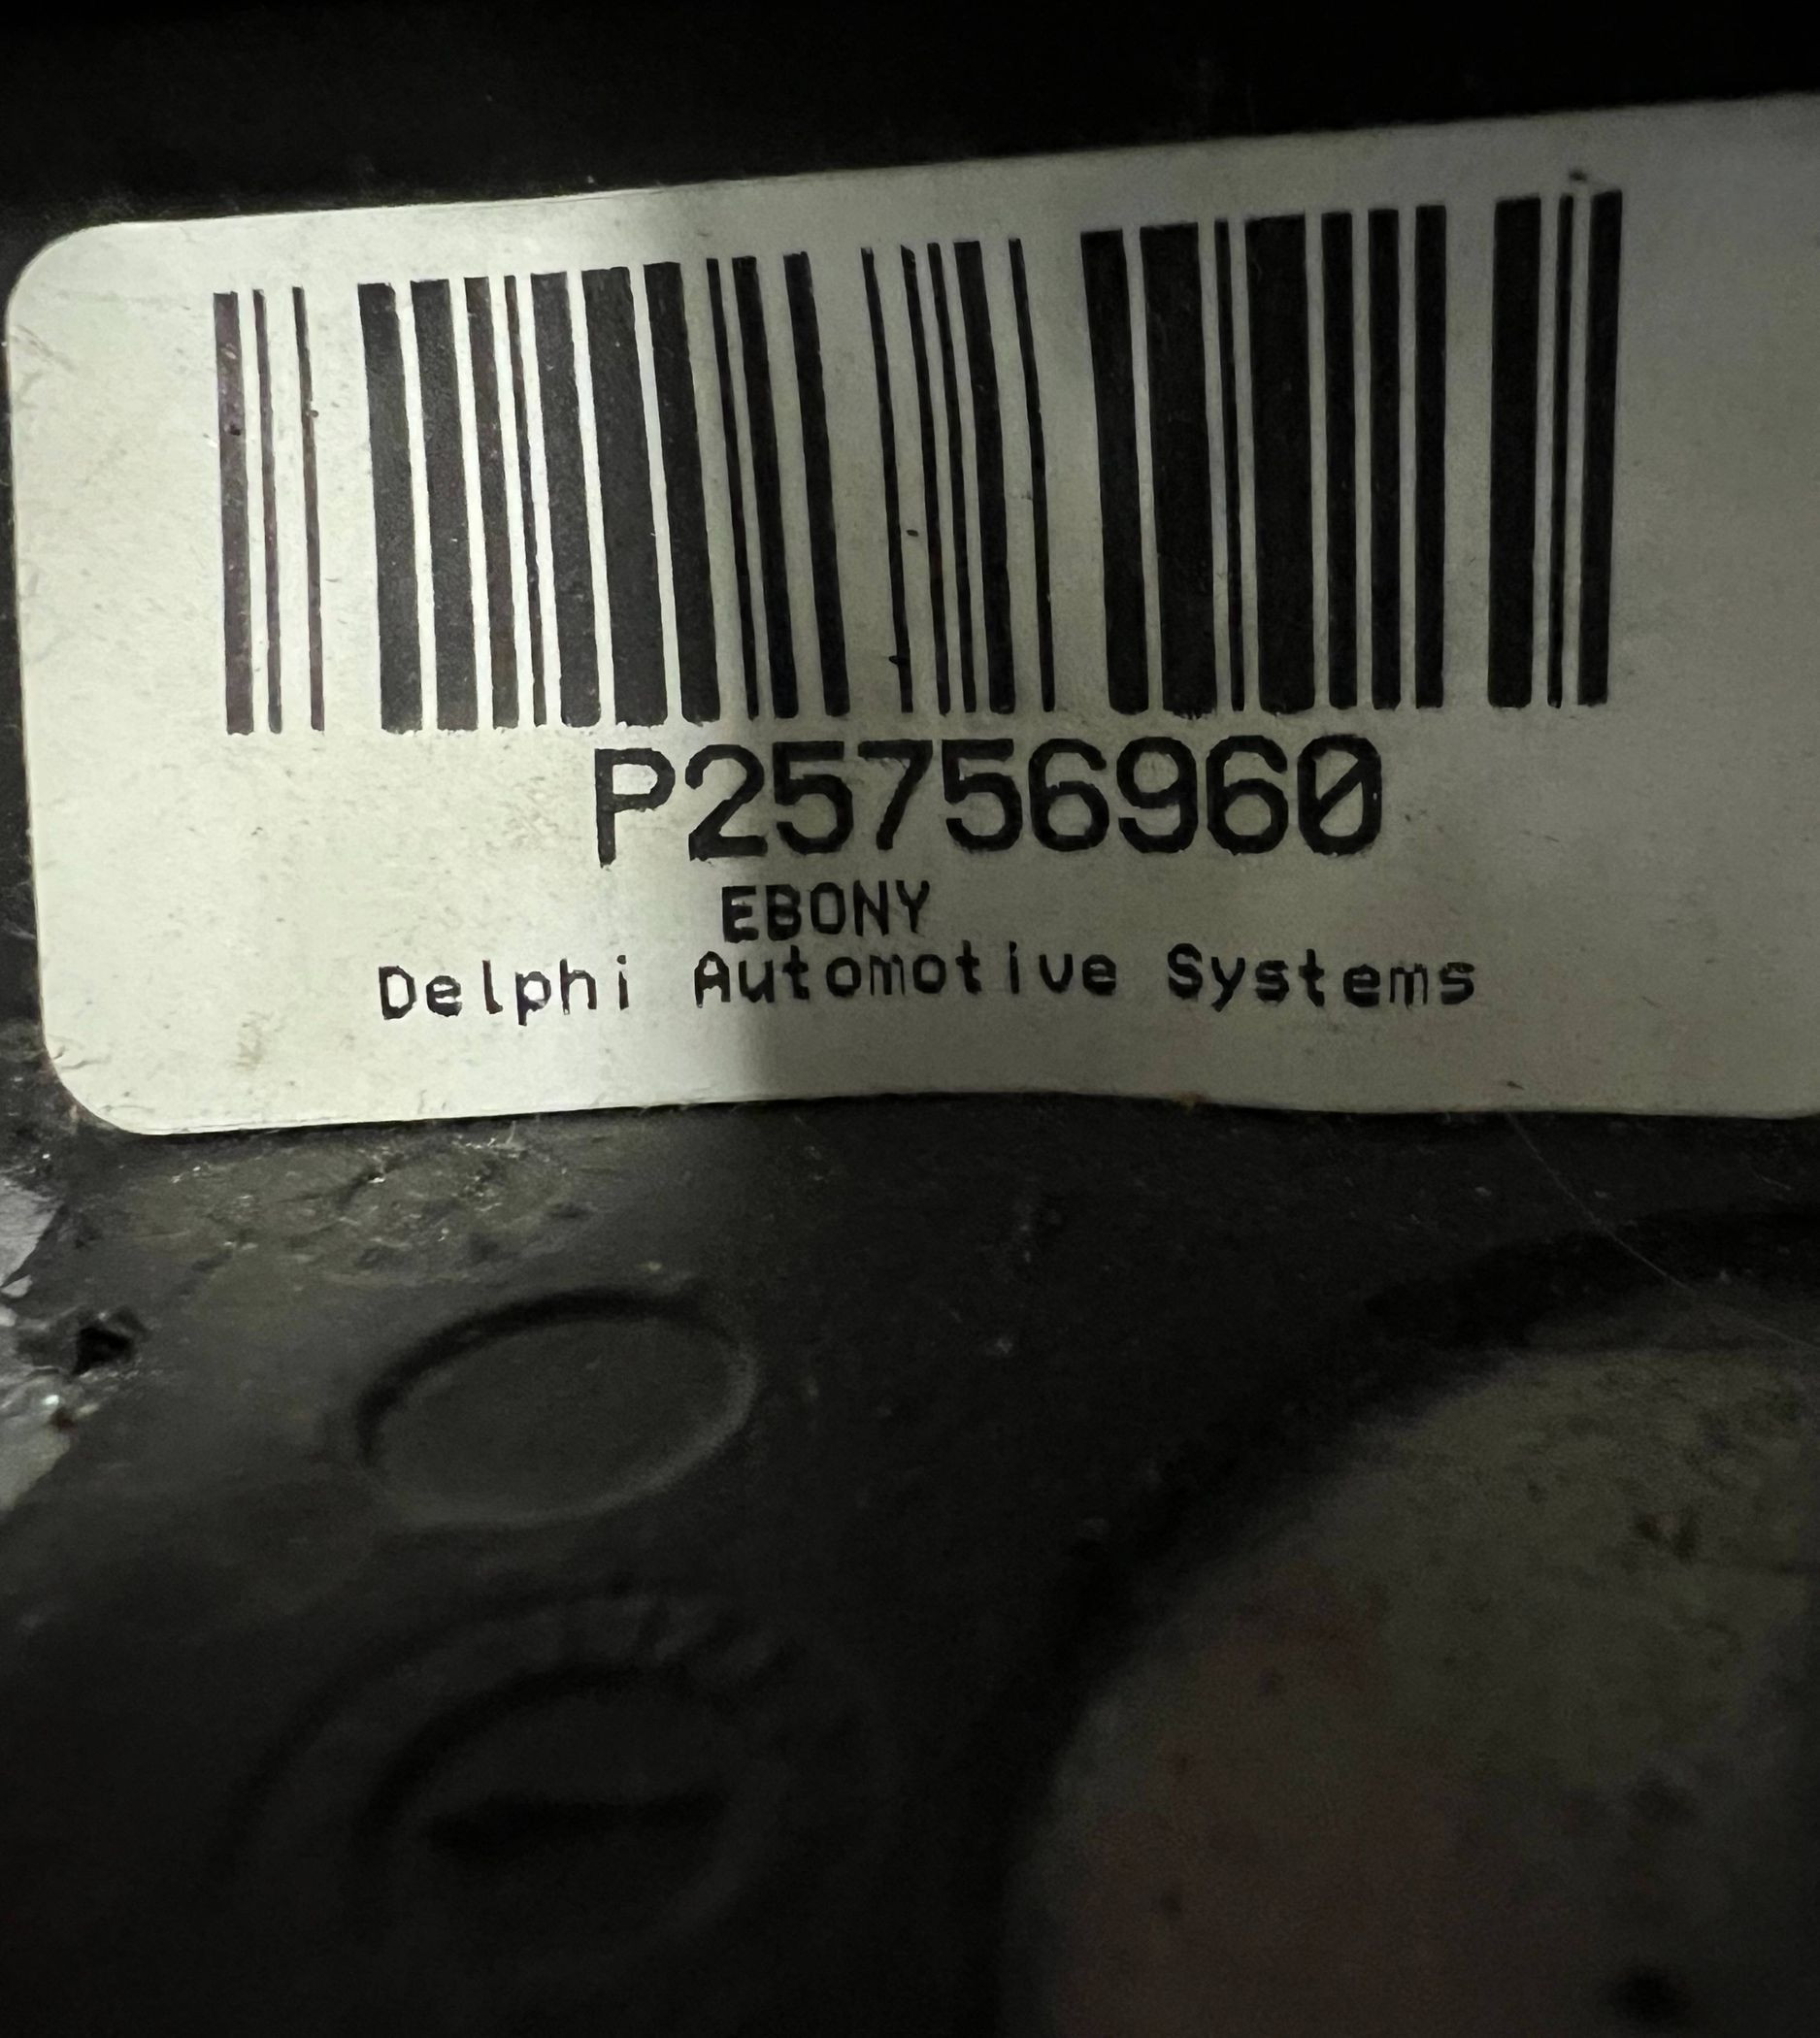 P25756960
EBONY
Delphi Automotive Systems